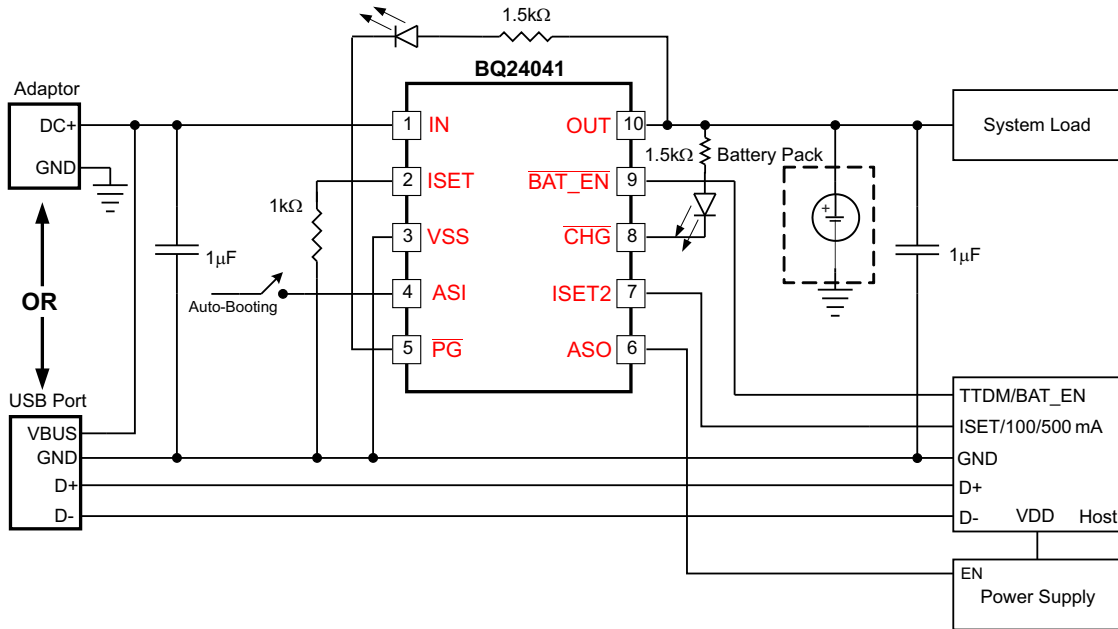 1.5kΩ
BQ24041
Adaptor
DC+
GND
1 IN
OUT 10
System Load
1.5kΩ
Battery Pack
2 ISET
BAT_EN 9
1kΩ
3 VSS
CHG 8
+
1μF
1μF
OR
Auto-Booting
4 ASI
ISET2 7
5 PG
ASO 6
USB Port
TTDM/BAT_EN
VBUS
ISET/100/500 mA
GND
GND
D+
D+
D-
D-
VDD
Host
EN
Power Supply